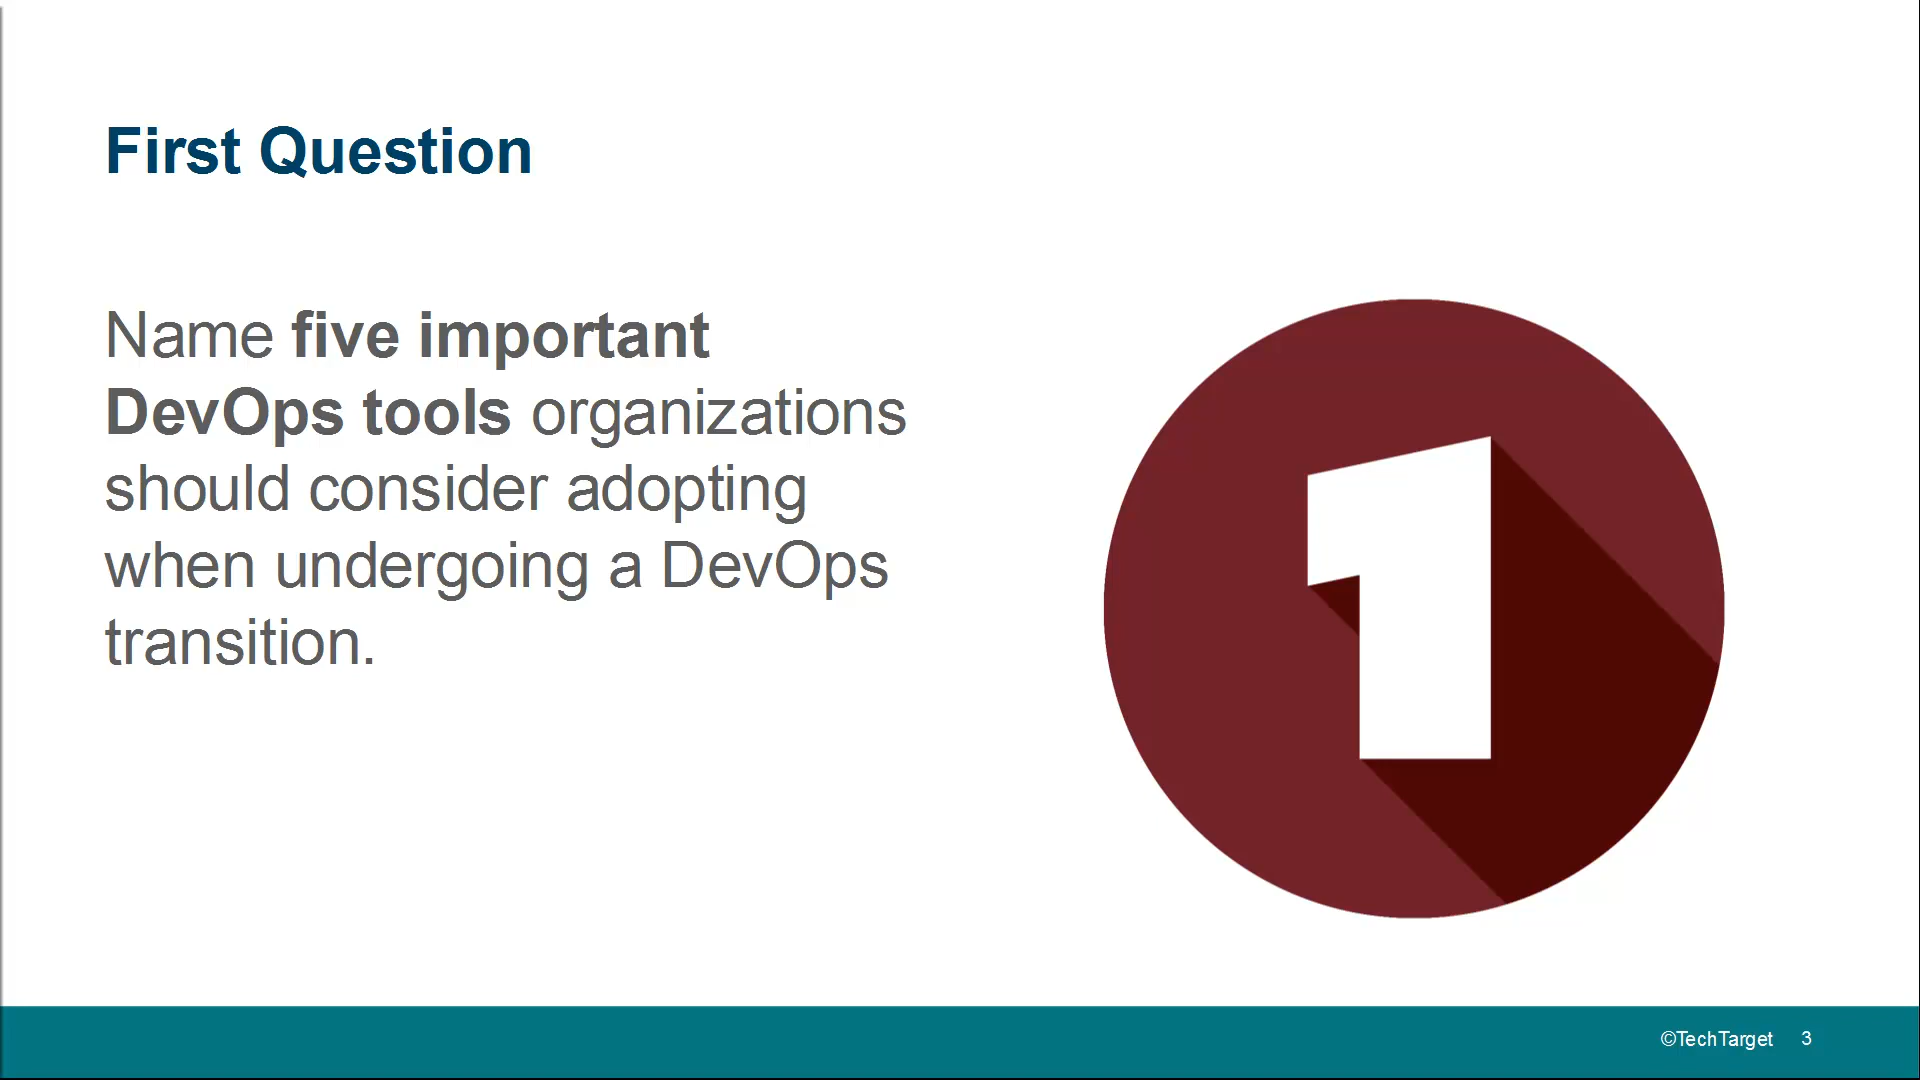 First Question
Name five important
DevOps tools organizations
should consider adopting
when undergoing a DevOps
transition.
1
©TechTarget 3